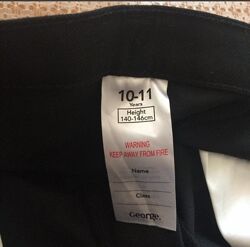 10-11
Years
Height
140-146cm
WARNING
KEEP AWAY FROM FIRE
Name
Class
George.